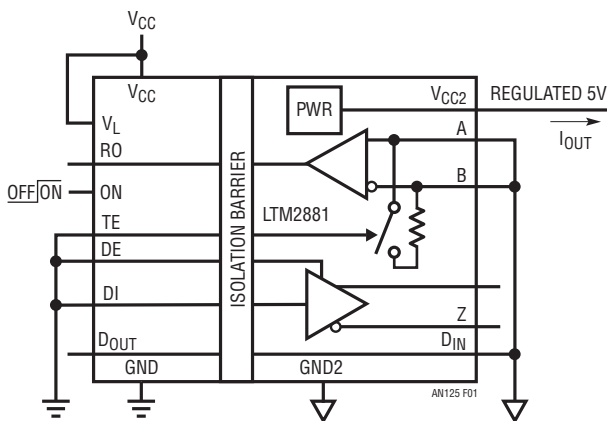 VCC
VCC
PWR
VCC2
REGULATED 5V
IOUT
VL
A
RO
B
OFF ON
ON
ISOLATION BARRIER
LTM2881
TE
DE
DI
Z
DOUT
DIN
GND
GND2
AN125 F01